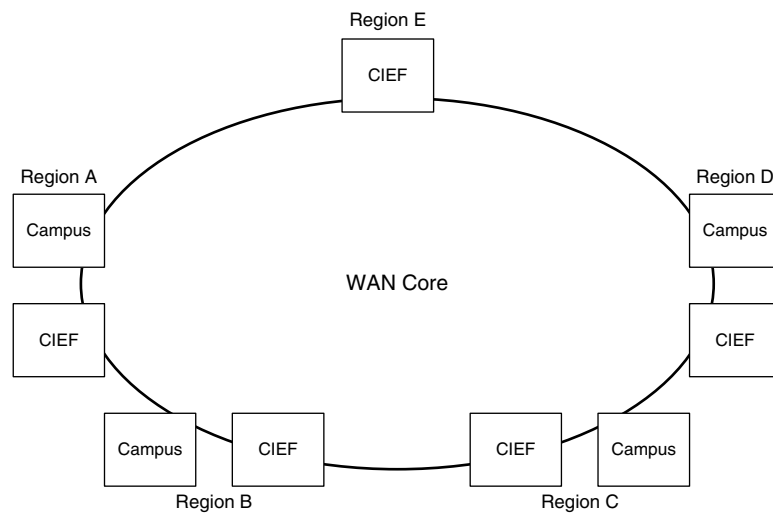 Region E
CIEF
Region A
Region D
Campus
Campus
WAN Core
CIEF
CIEF
Campus
CIEF
CIEF
Campus
Region B
Region C